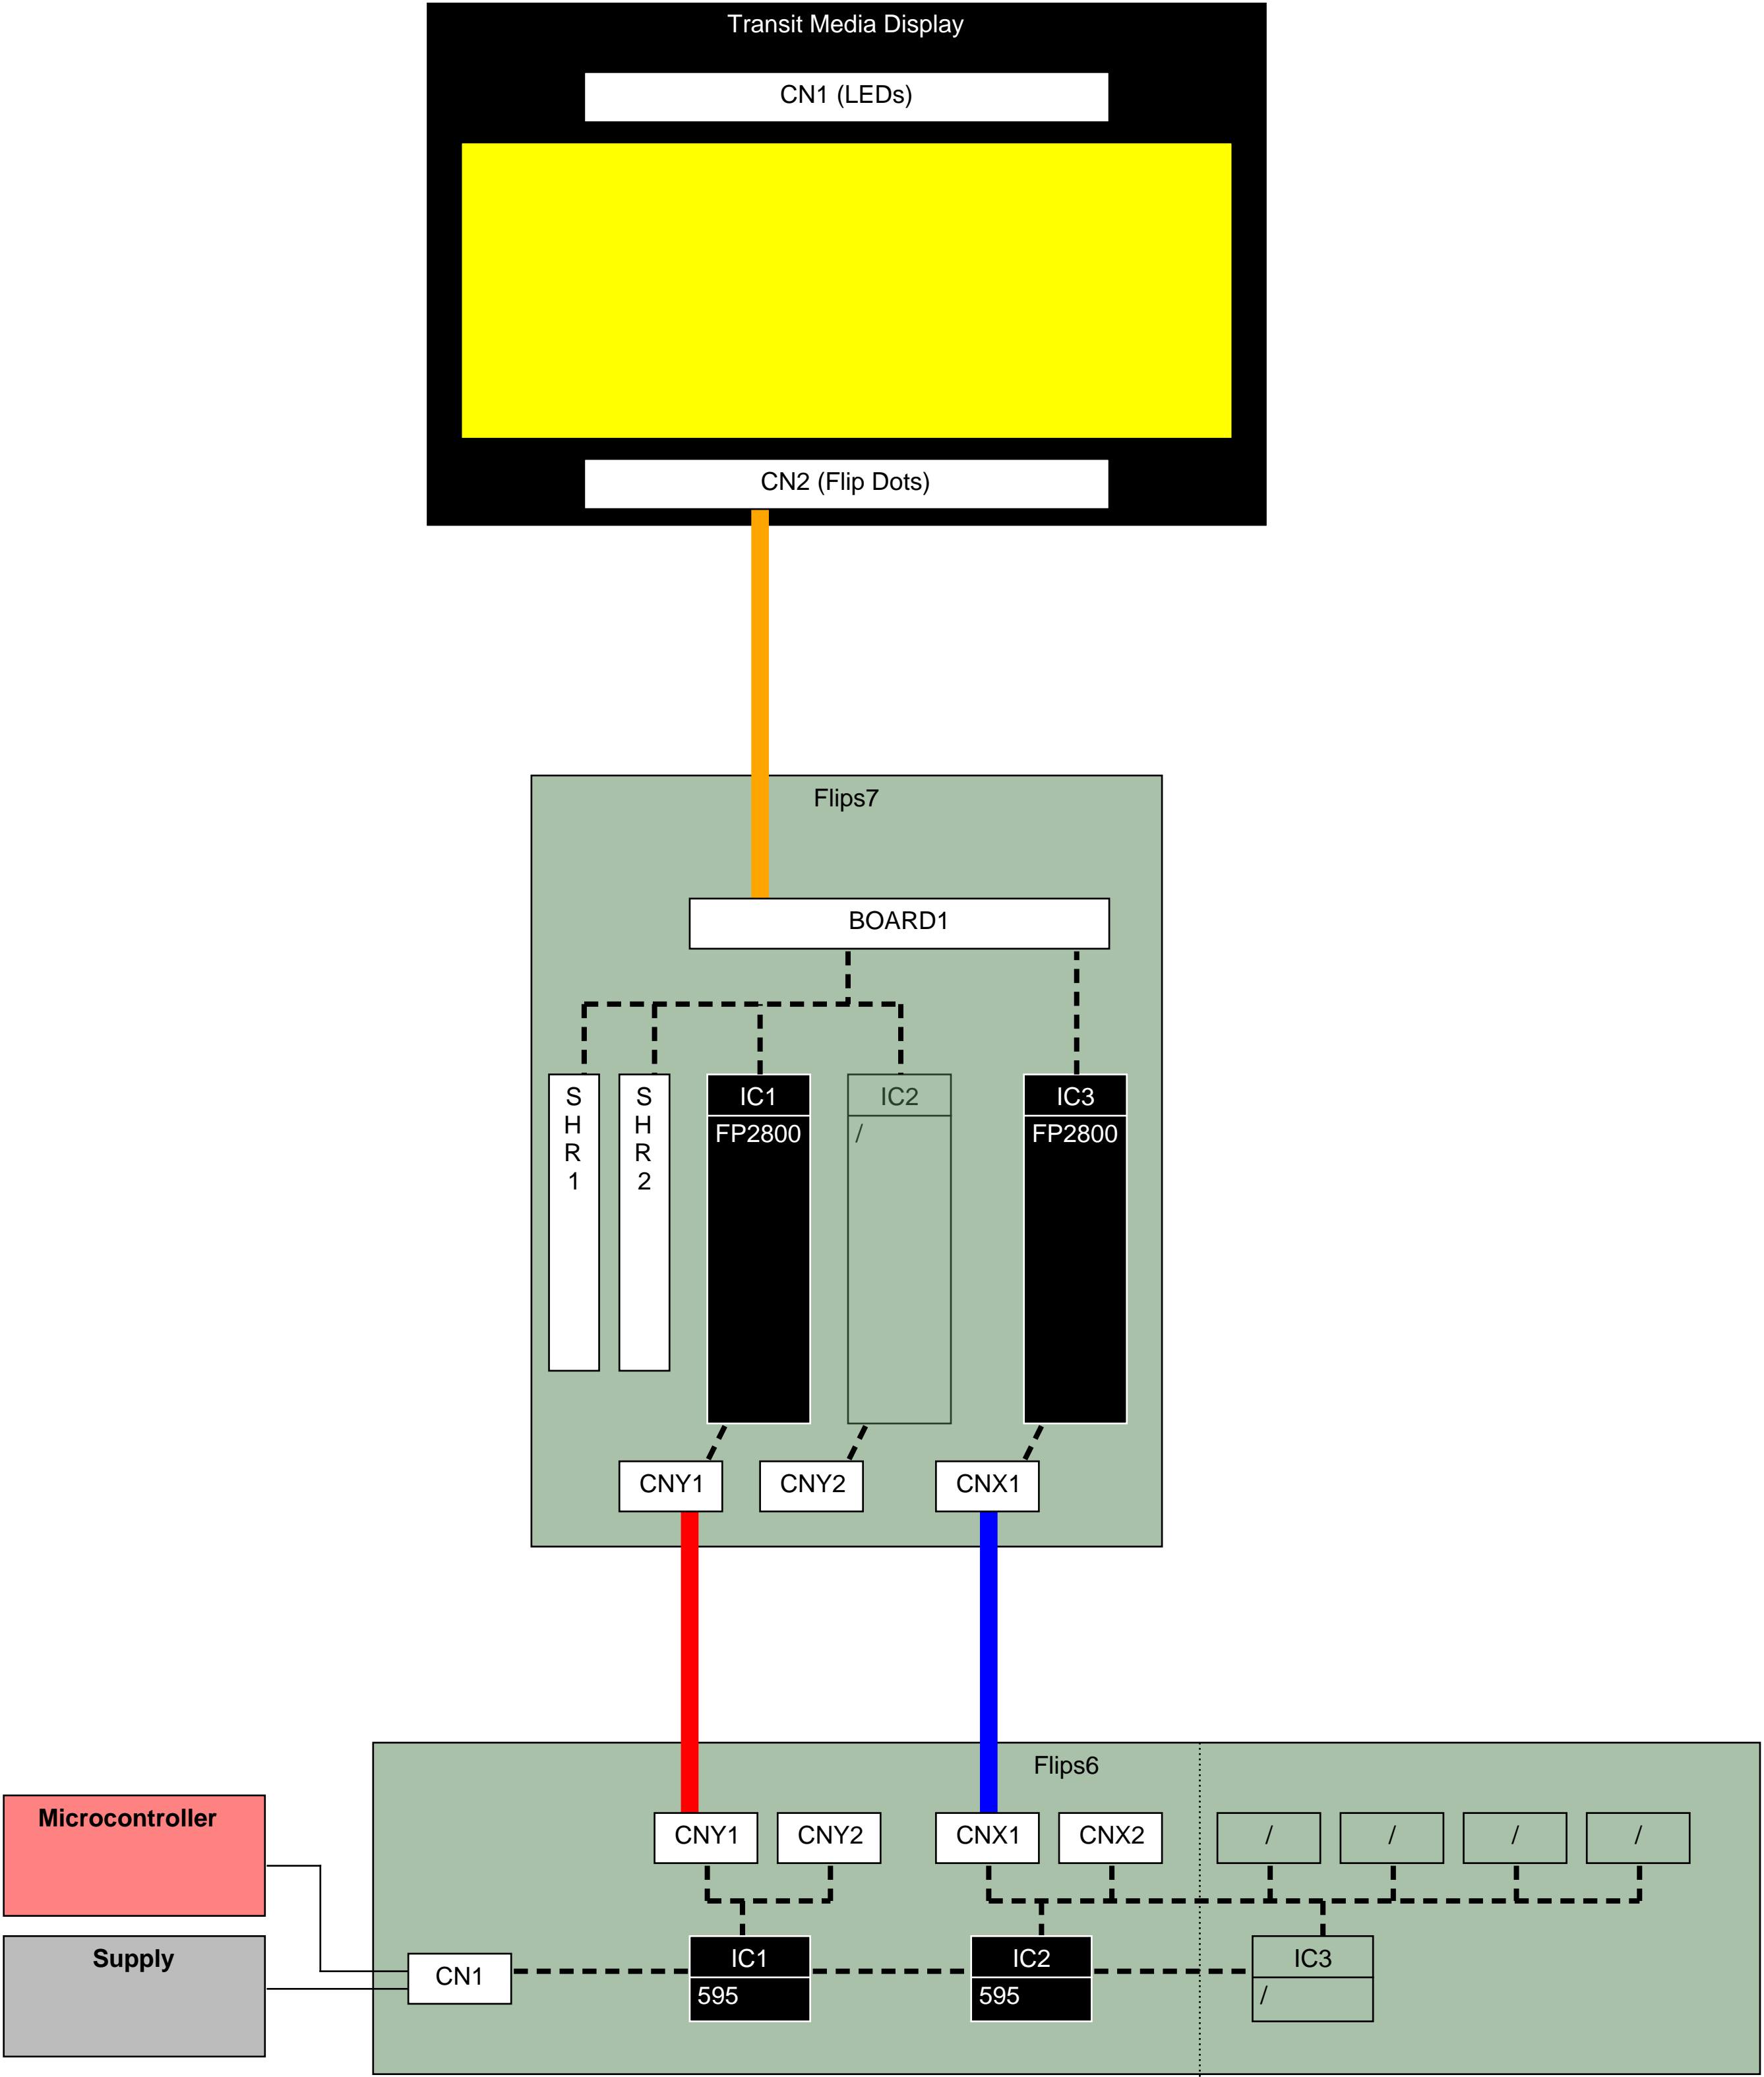 Transit Media Display
CN1 (LEDs)
CN2 (Flip Dots)
Flips7
BOARD1
S
H
R
1
S
H
R
2
IC1
FP2800
IC2
/
IC3
FP2800
CNY1
CNY2
CNX1
Flips6
Microcontroller
CNY1
CNY2
CNX1
CNX2
/
/
/
/
Supply
CN1
IC1
595
IC2
595
IC3
/